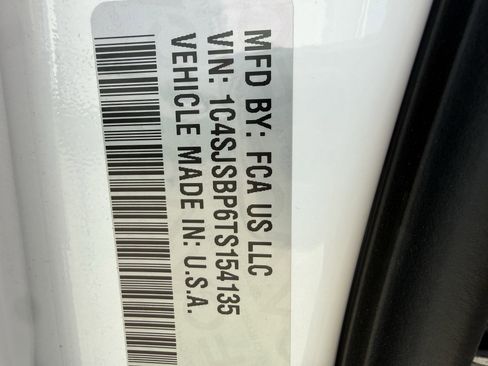 MFD BY: FCA US LLC
VIN: 1C4SJSBP6TS154135
VEHICLE MADE IN: U.S.A.